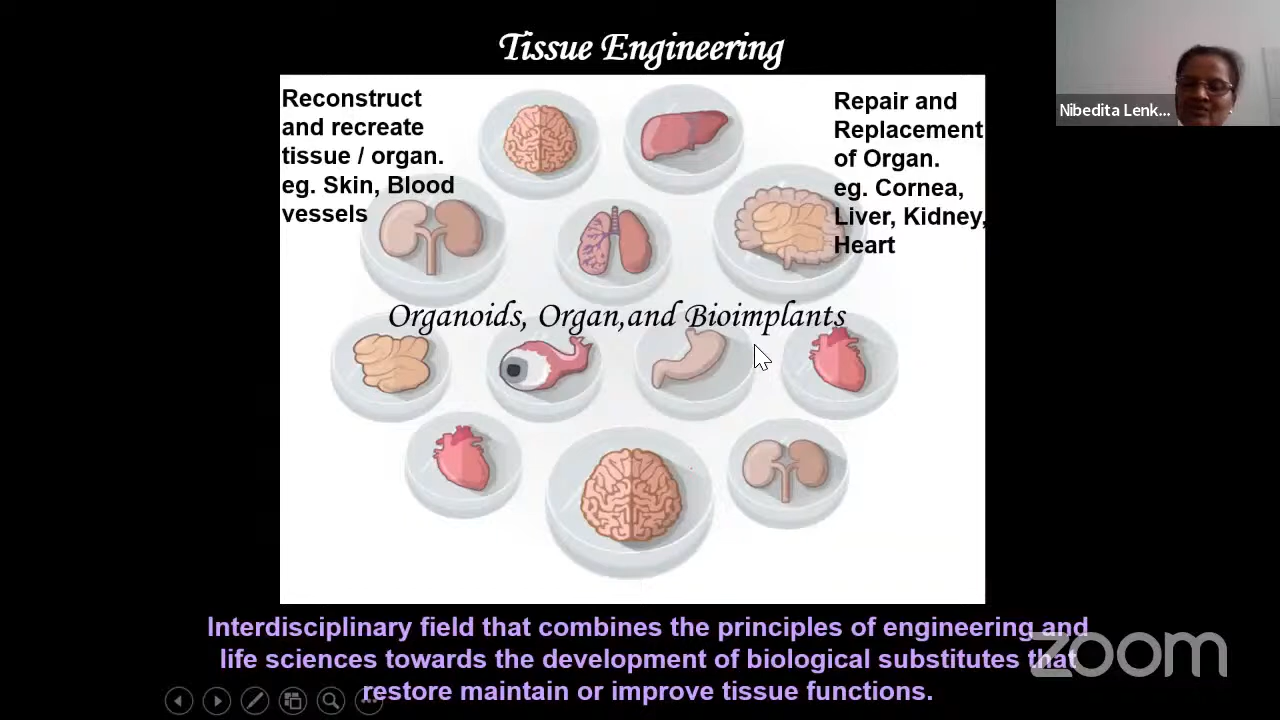 Tissue Engineering
Reconstruct
and recreate
tissue / organ.
eg. Skin, Blood
vessels
Repair and
Replacement
of Organ.
eg. Cornea,
Liver, Kidney,
Heart
Nibedita Lenk...
Organoids, Organ,and Bioimplants
Interdisciplinary field that combines the principles of engineering and
life sciences towards the development of biological substitutes that
restore maintain or improve tissue functions.
zoom